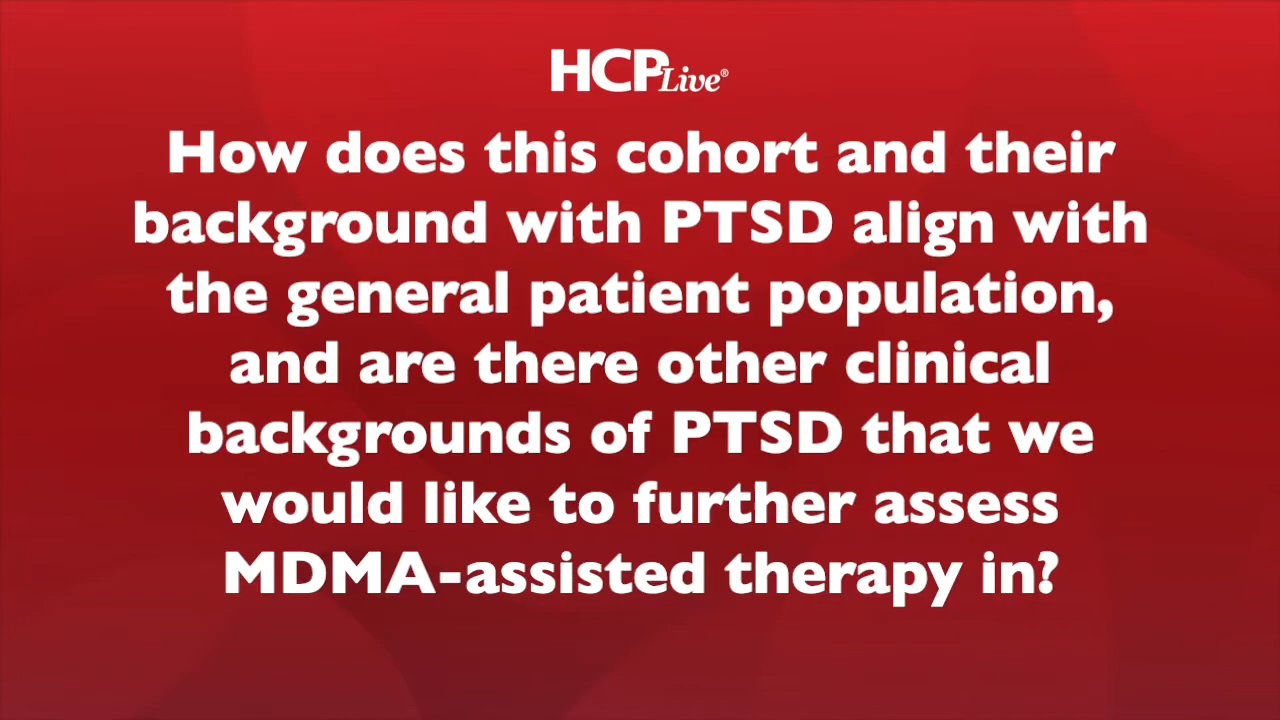 HCPLive®
How does this cohort and their
background with PTSD align with
the general patient population,
and are there other clinical
backgrounds of PTSD that we
would like to further assess
MDMA-assisted therapy in?